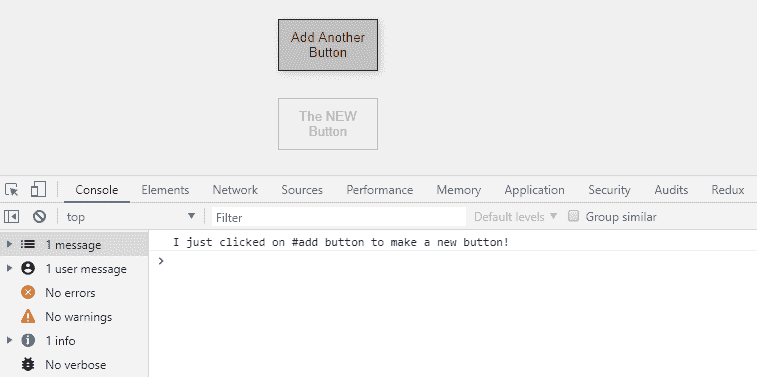 Add Another
Button
The NEW
Button
Console Elements Network Sources Performance Memory Application Security Audits Redux
top Filter Default levels Group similar
1 message
1 user message
No errors
No warnings
1 info
No verbose
I just clicked on #add button to make a new button!